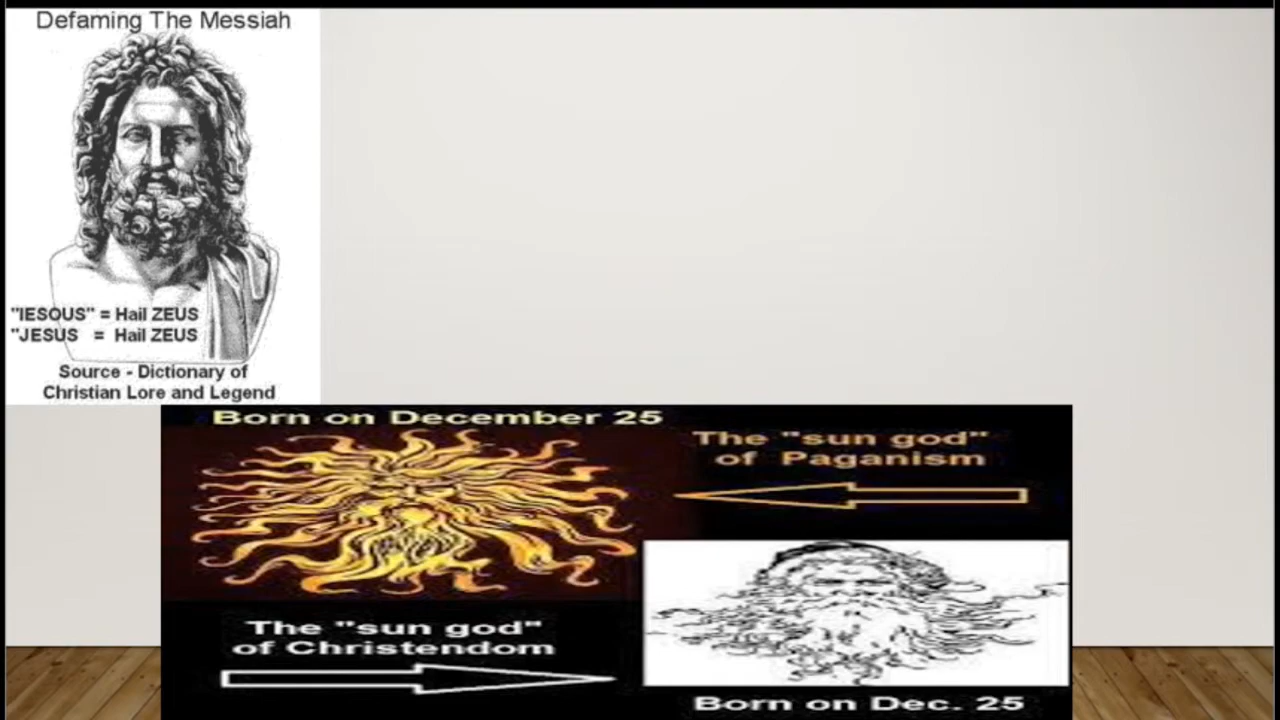 Defaming The Messiah
"IESOUS" = Hail ZEUS
"JESUS = Hail ZEUS
Source - Dictionary of
Christian Lore and Legend
Born on December 25
The "sun god"
of Paganism
The "sun god"
of Christendom
Born on Dec. 25